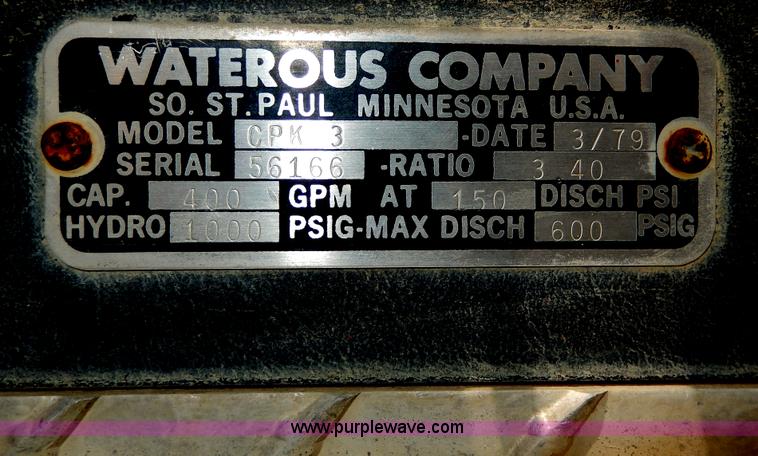 WATEROUS COMPANY
SO. ST. PAUL MINNESOTA U.S.A.
MODEL CPK 3 -DATE 3/79
SERIAL 56166 -RATIO 3 40
CAP. 400 GPM AT 150 DISCH PSI
HYDRO 1000 PSIG-MAX DISCH 600 PSIG
www.purplewave.com